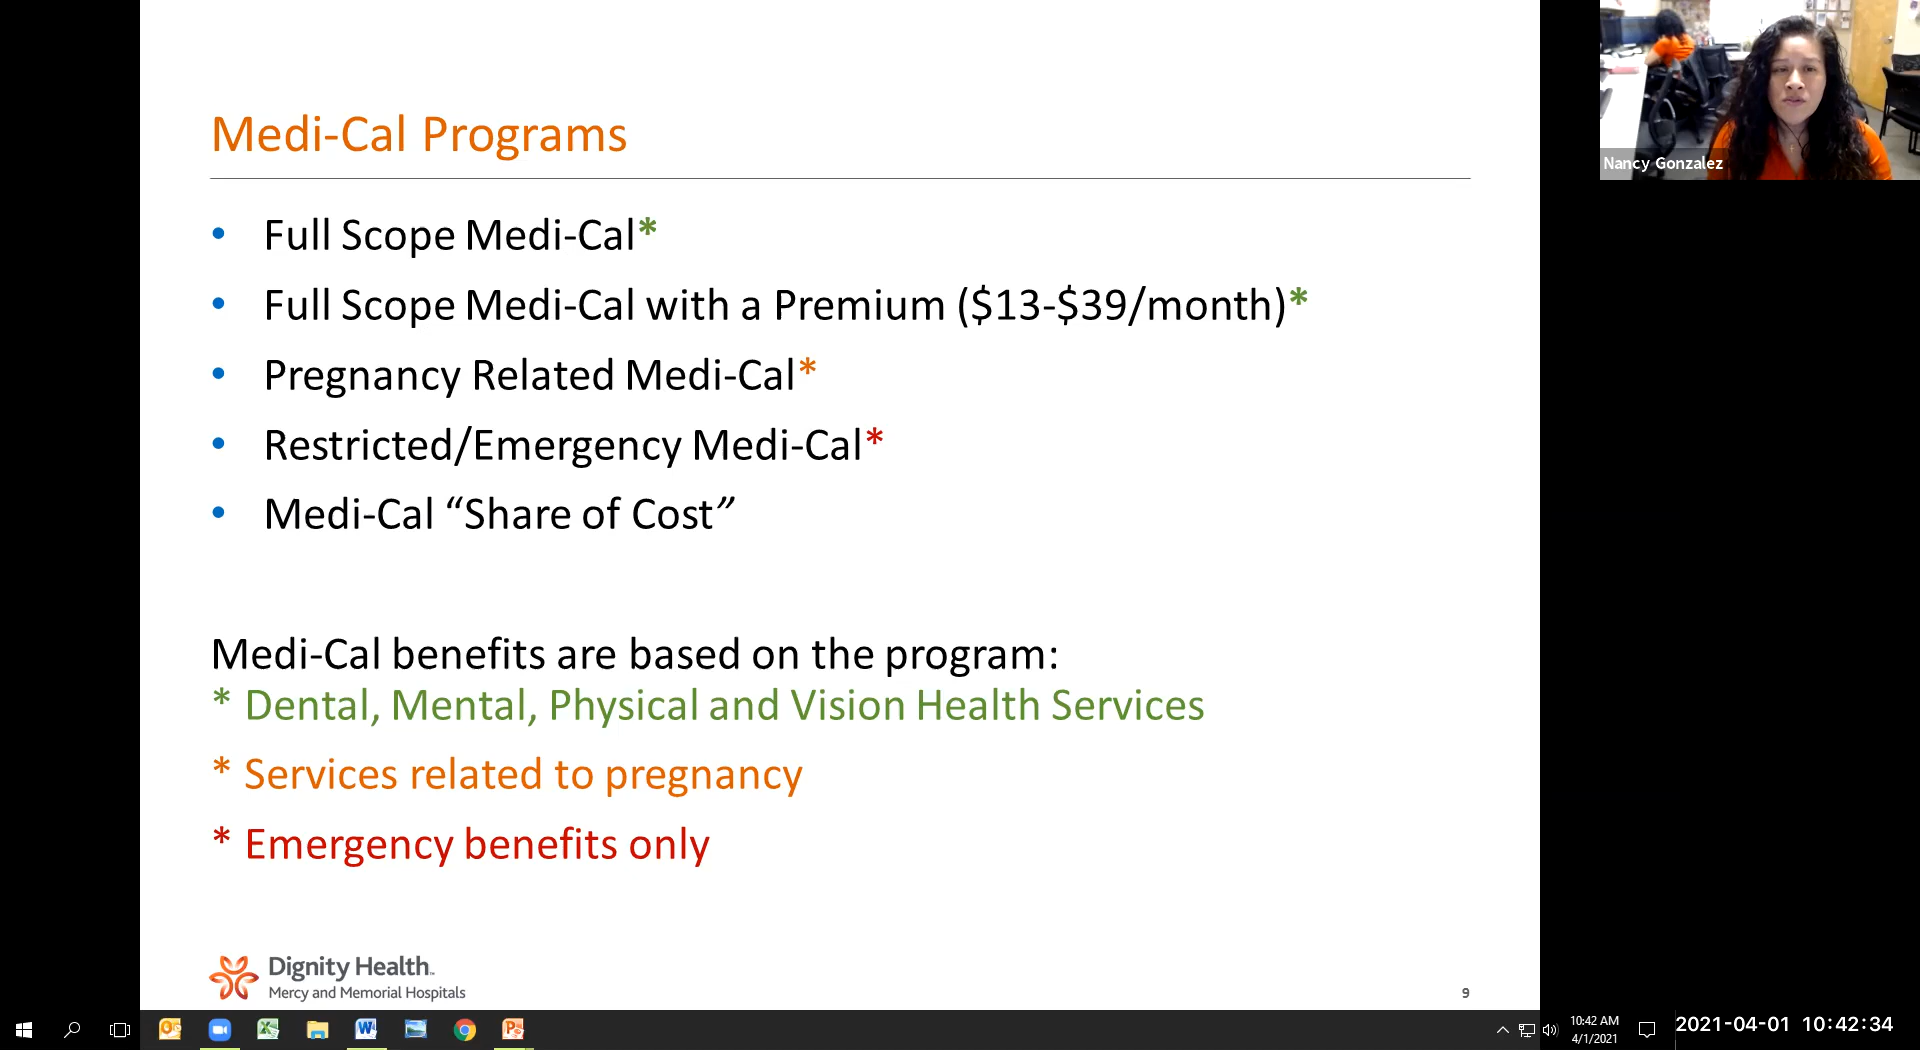 Medi-Cal Programs
• Full Scope Medi-Cal*
• Full Scope Medi-Cal with a Premium ($13-$39/month)*
• Pregnancy Related Medi-Cal*
• Restricted/Emergency Medi-Cal*
• Medi-Cal “Share of Cost”
Medi-Cal benefits are based on the program:
* Dental, Mental, Physical and Vision Health Services
* Services related to pregnancy
* Emergency benefits only
Dignity Health™
Mercy and Memorial Hospitals
9
Nancy Gonzalez
10:42 AM
4/1/2021
2021-04-01 10:42:34